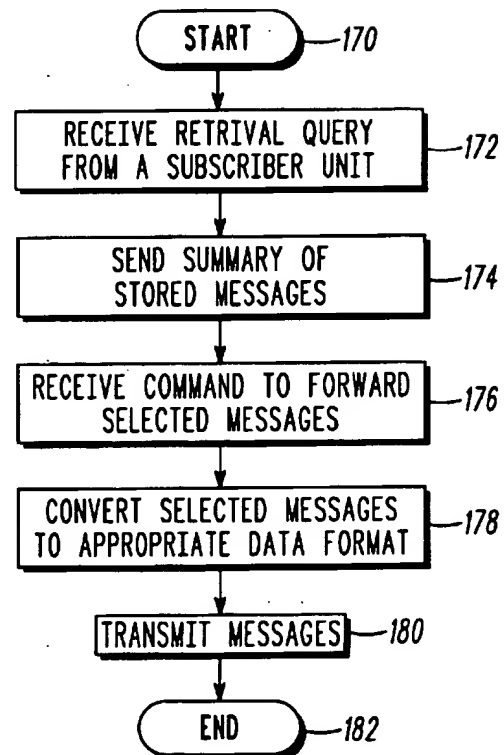 START
170
RECEIVE RETRIVAL QUERY
FROM A SUBSCRIBER UNIT
172
SEND SUMMARY OF
STORED MESSAGES
174
RECEIVE COMMAND TO FORWARD
SELECTED MESSAGES
176
CONVERT SELECTED MESSAGES
TO APPROPRIATE DATA FORMAT
178
TRANSMIT MESSAGES
180
END
182